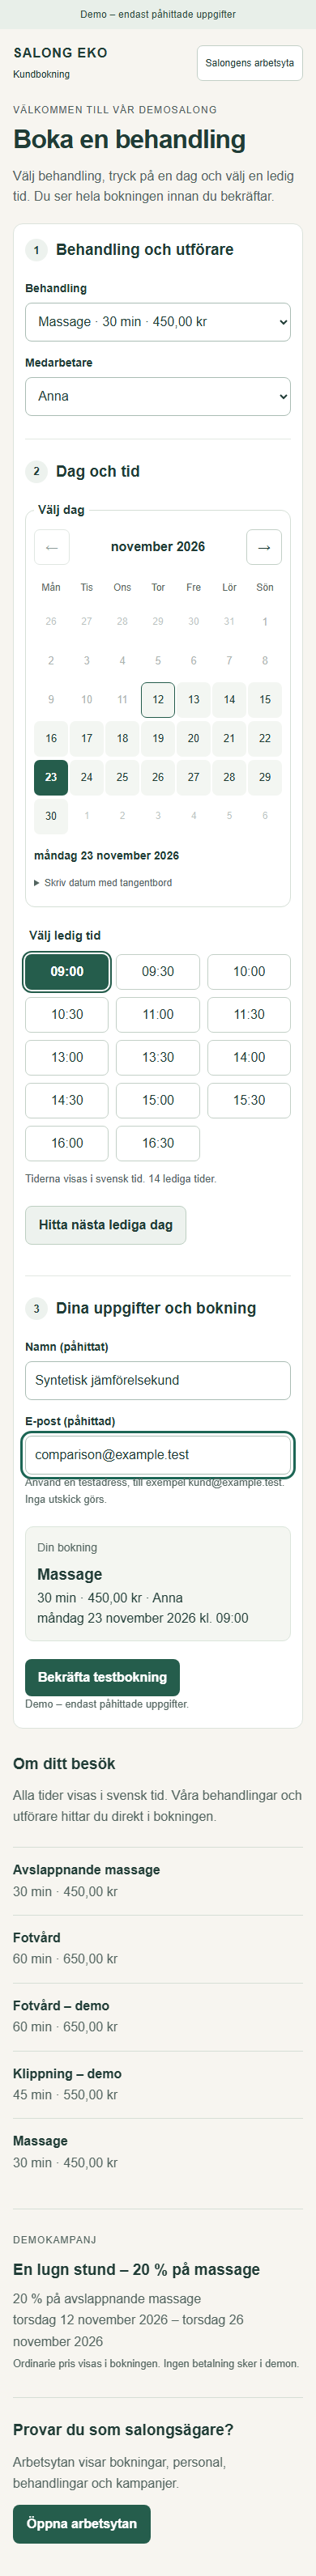 Demo – endast påhittade uppgifter
SALONG EKO
Kundbokning
Salongens arbetsyta
VÄLKOMMEN TILL VÅR DEMOSALONG
Boka en behandling
Välj behandling, tryck på en dag och välj en ledig
tid. Du ser hela bokningen innan du bekräftar.
1 Behandling och utförare
Behandling
Massage · 30 min · 450,00 kr
Medarbetare
Anna
2 Dag och tid
Välj dag
← november 2026 →
Mån Tis Ons Tor Fre Lör Sön
26 27 28 29 30 31 1
2 3 4 5 6 7 8
9 10 11 12 13 14 15
16 17 18 19 20 21 22
23 24 25 26 27 28 29
30 1 2 3 4 5 6
måndag 23 november 2026
▶ Skriv datum med tangentbord
Välj ledig tid
09:00 09:30 10:00
10:30 11:00 11:30
13:00 13:30 14:00
14:30 15:00 15:30
16:00 16:30
Tiderna visas i svensk tid. 14 lediga tider.
Hitta nästa lediga dag
3 Dina uppgifter och bokning
Namn (påhittat)
Syntetisk jämförelsekund
E-post (påhittad)
comparison@example.test
Använd en testadress, till exempel kund@example.test.
Inga utskick görs.
Din bokning
Massage
30 min · 450,00 kr · Anna
måndag 23 november 2026 kl. 09:00
Bekräfta testbokning
Demo – endast påhittade uppgifter.
Om ditt besök
Alla tider visas i svensk tid. Våra behandlingar och
utförare hittar du direkt i bokningen.
Avslappnande massage
30 min · 450,00 kr
Fotvård
60 min · 650,00 kr
Fotvård – demo
60 min · 650,00 kr
Klippning – demo
45 min · 550,00 kr
Massage
30 min · 450,00 kr
DEMOKAMPANJ
En lugn stund – 20 % på massage
20 % på avslappnande massage
torsdag 12 november 2026 – torsdag 26
november 2026
Ordinarie pris visas i bokningen. Ingen betalning sker i demon.
Provar du som salongsägare?
Arbetsytan visar bokningar, personal,
behandlingar och kampanjer.
Öppna arbetsytan